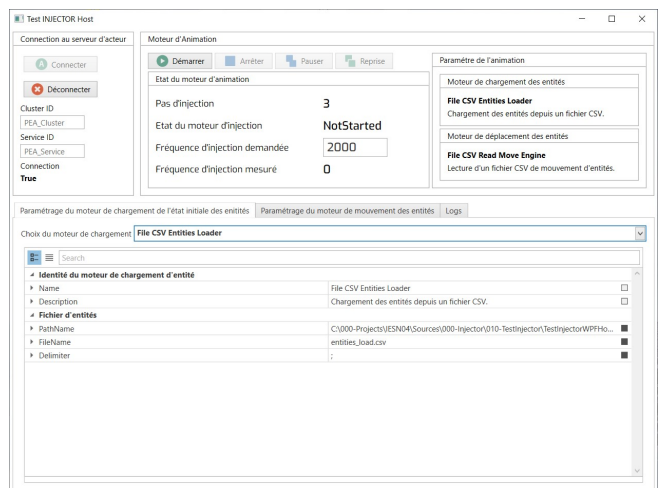 Test INJECTOR Host
Connection au serveur d'acteur
Connecter
Déconnecter
Cluster ID
PEA_Cluster
Service ID
PEA_Service
Connection
True
Moteur d'Animation
Démarrer Arréter Pauser Reprise
Etat du moteur d'animation
Pas d'injection 3
Etat du moteur d'injection NotStarted
Fréquence d'injection demandée 2000
Fréquence d'injection mesuré 0
Paramétre de l'animation
Moteur de chargement des entités
File CSV Entities Loader
Chargement des entités depuis un fichier CSV.
Moteur de déplacement des entités
File CSV Read Move Engine
Lecture d'un fichier CSV de mouvement d'entités.
Paramétrage du moteur de chargement de l'état initiale des enitités Paramétrage du moteur de mouvement des entités Logs
Choix du moteur de chargement File CSV Entities Loader
Search
Identité du moteur de chargement d'entité
Name File CSV Entities Loader
Description Chargement des entités depuis un fichier CSV.
Fichier d'entités
PathName C:\000-Projects\IESN04\Sources\000-Injector\010-TestInjector\TestInjectorWPFHo...
FileName entities_load.csv
Delimiter ;